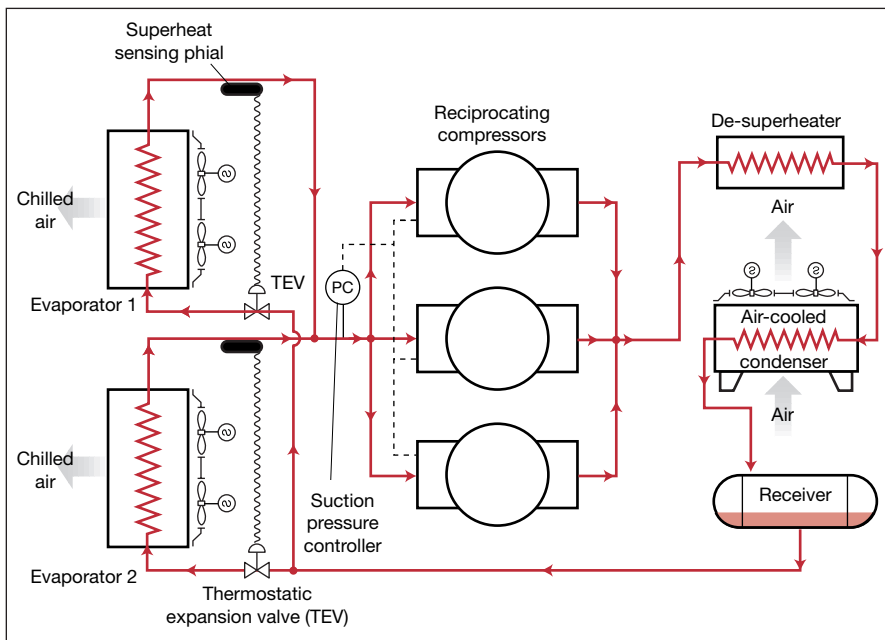 Superheat
sensing phial
Reciprocating
compressors
De-superheater
Chilled
air
S
S
Air
S
S
TEV
PC
Evaporator 1
Air-cooled
condenser
Air
Chilled
air
S
S
Suction
pressure
controller
Receiver
Evaporator 2
Thermostatic
expansion valve (TEV)